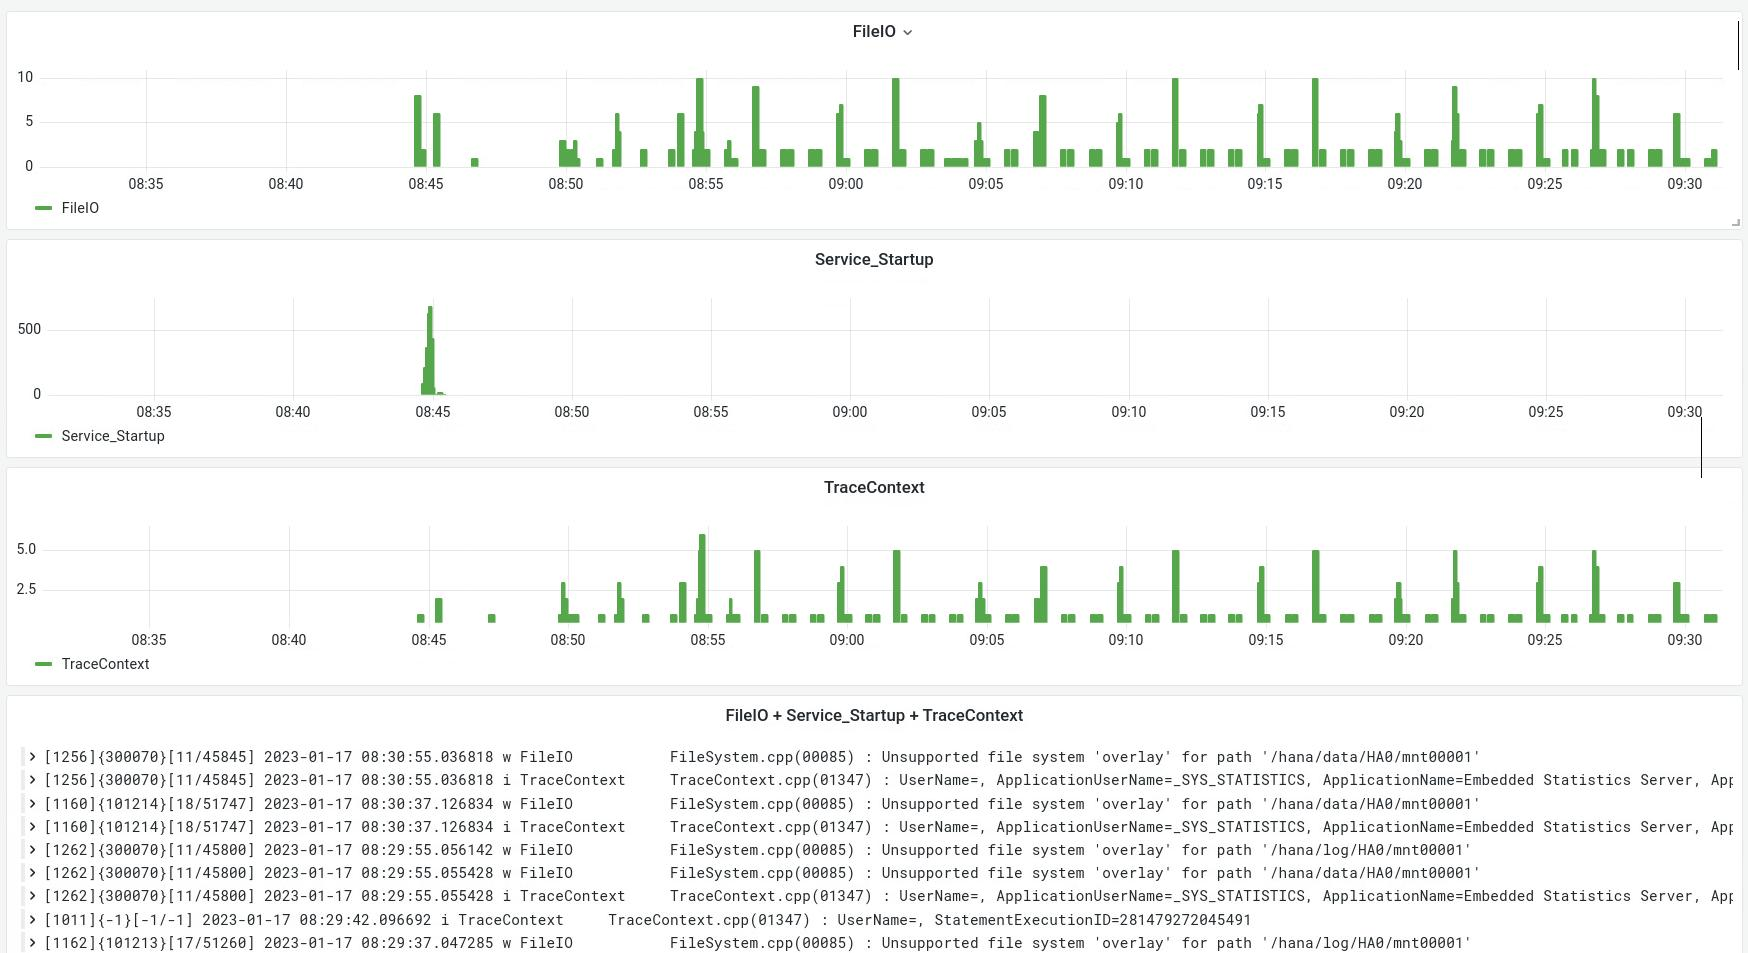 FileIO
10
5
0
08:35 08:40 08:45 08:50 08:55 09:00 09:05 09:10 09:15 09:20 09:25 09:30
FileIO
Service_Startup
500
0
08:35 08:40 08:45 08:50 08:55 09:00 09:05 09:10 09:15 09:20 09:25 09:30
Service_Startup
TraceContext
5.0
2.5
08:35 08:40 08:45 08:50 08:55 09:00 09:05 09:10 09:15 09:20 09:25 09:30
TraceContext
FileIO + Service_Startup + TraceContext
[1256]{300070}[11/45845] 2023-01-17 08:30:55.036818 w FileIO FileSystem.cpp(00085) : Unsupported file system 'overlay' for path '/hana/data/HA0/mnt00001'
[1256]{300070}[11/45845] 2023-01-17 08:30:55.036818 i TraceContext TraceContext.cpp(01347) : UserName=, ApplicationUserName=_SYS_STATISTICS, ApplicationName=Embedded Statistics Server, App
[1160]{101214}[18/51747] 2023-01-17 08:30:37.126834 w FileIO FileSystem.cpp(00085) : Unsupported file system 'overlay' for path '/hana/data/HA0/mnt00001'
[1160]{101214}[18/51747] 2023-01-17 08:30:37.126834 i TraceContext TraceContext.cpp(01347) : UserName=, ApplicationUserName=_SYS_STATISTICS, ApplicationName=Embedded Statistics Server, App
[1262]{300070}[11/45800] 2023-01-17 08:29:55.056142 w FileIO FileSystem.cpp(00085) : Unsupported file system 'overlay' for path '/hana/log/HA0/mnt00001'
[1262]{300070}[11/45800] 2023-01-17 08:29:55.055428 w FileIO FileSystem.cpp(00085) : Unsupported file system 'overlay' for path '/hana/data/HA0/mnt00001'
[1262]{300070}[11/45800] 2023-01-17 08:29:55.055428 i TraceContext TraceContext.cpp(01347) : UserName=, ApplicationUserName=_SYS_STATISTICS, ApplicationName=Embedded Statistics Server, App
[1011]{-1}[-1/-1] 2023-01-17 08:29:42.096692 i TraceContext TraceContext.cpp(01347) : UserName=, StatementExecutionID=281479272045491
[1162]{101213}[17/51260] 2023-01-17 08:29:37.047285 w FileIO FileSystem.cpp(00085) : Unsupported file system 'overlay' for path '/hana/log/HA0/mnt00001'